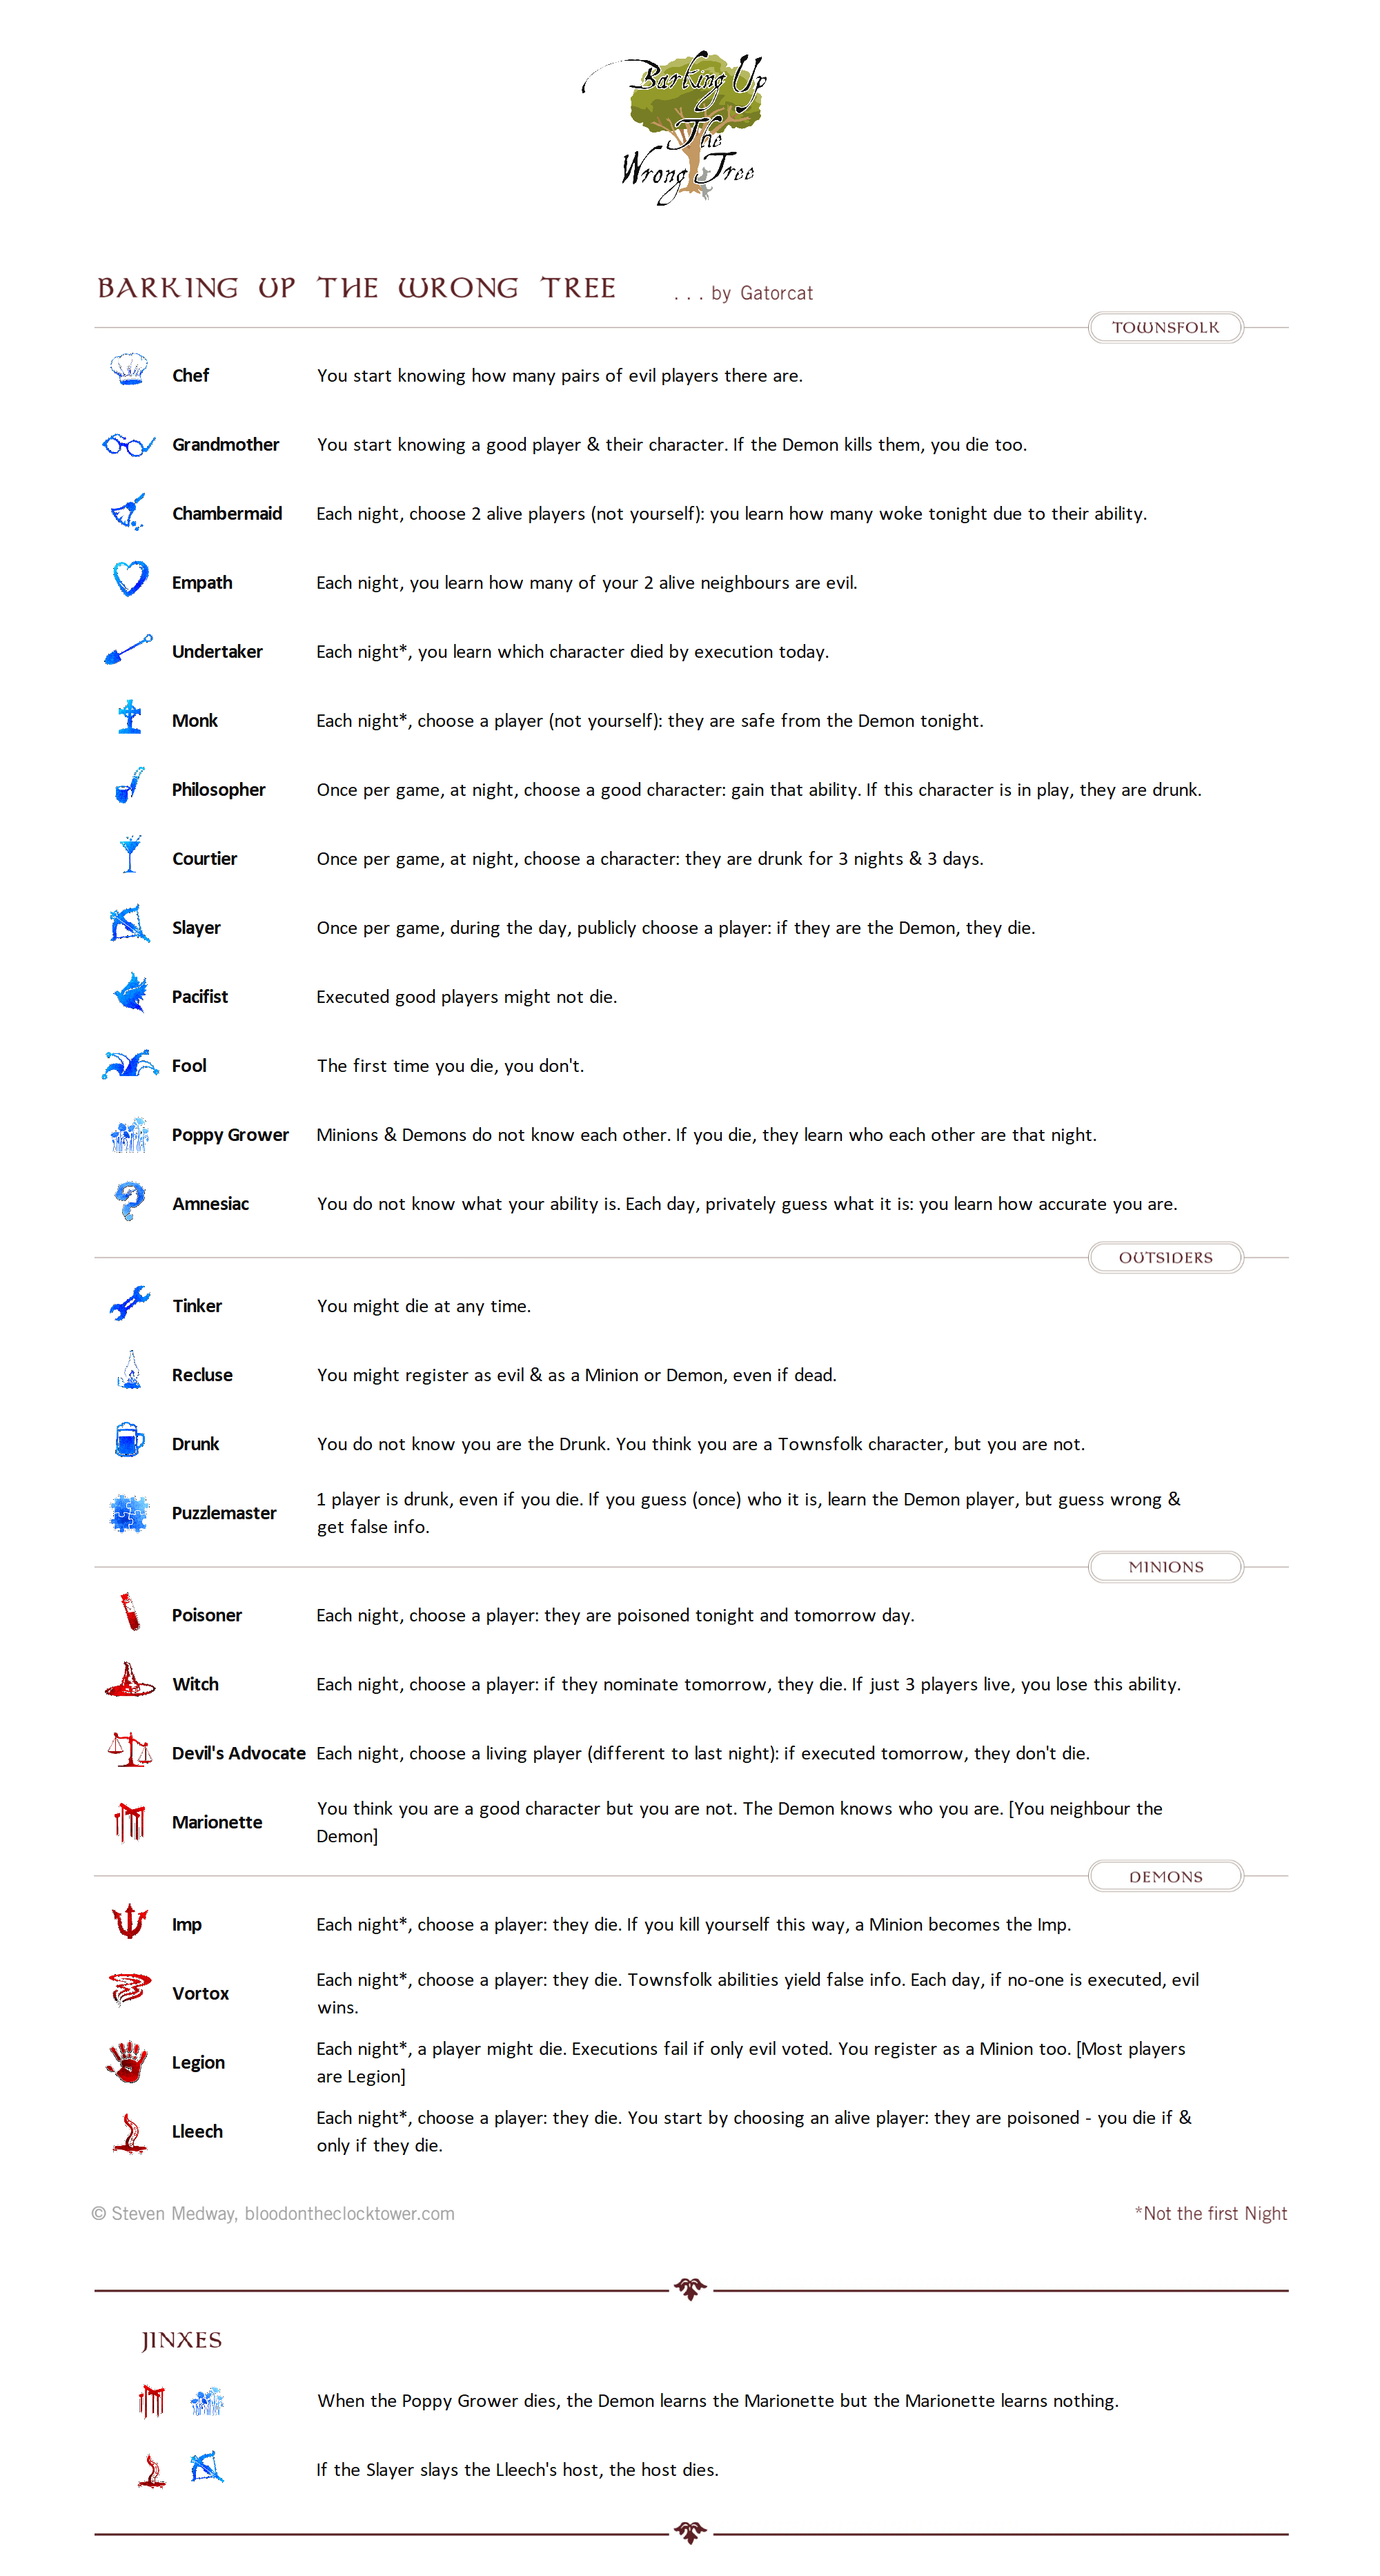 Barking Up
The
Wrong Tree
BARKING UP THE WRONG TREE ... by Gatorcat
TOWNSFOLK
Chef You start knowing how many pairs of evil players there are.
Grandmother You start knowing a good player & their character. If the Demon kills them, you die too.
Chambermaid Each night, choose 2 alive players (not yourself): you learn how many woke tonight due to their ability.
Empath Each night, you learn how many of your 2 alive neighbours are evil.
Undertaker Each night*, you learn which character died by execution today.
Monk Each night*, choose a player (not yourself): they are safe from the Demon tonight.
Philosopher Once per game, at night, choose a good character: gain that ability. If this character is in play, they are drunk.
Courtier Once per game, at night, choose a character: they are drunk for 3 nights & 3 days.
Slayer Once per game, during the day, publicly choose a player: if they are the Demon, they die.
Pacifist Executed good players might not die.
Fool The first time you die, you don't.
Poppy Grower Minions & Demons do not know each other. If you die, they learn who each other are that night.
Amnesiac You do not know what your ability is. Each day, privately guess what it is: you learn how accurate you are.
OUTSIDERS
Tinker You might die at any time.
Recluse You might register as evil & as a Minion or Demon, even if dead.
Drunk You do not know you are the Drunk. You think you are a Townsfolk character, but you are not.
Puzzlemaster 1 player is drunk, even if you die. If you guess (once) who it is, learn the Demon player, but guess wrong &
get false info.
MINIONS
Poisoner Each night, choose a player: they are poisoned tonight and tomorrow day.
Witch Each night, choose a player: if they nominate tomorrow, they die. If just 3 players live, you lose this ability.
Devil's Advocate Each night, choose a living player (different to last night): if executed tomorrow, they don't die.
Marionette You think you are a good character but you are not. The Demon knows who you are. [You neighbour the
Demon]
DEMONS
Imp Each night*, choose a player: they die. If you kill yourself this way, a Minion becomes the Imp.
Vortox Each night*, choose a player: they die. Townsfolk abilities yield false info. Each day, if no-one is executed, evil
wins.
Legion Each night*, a player might die. Executions fail if only evil voted. You register as a Minion too. [Most players
are Legion]
Lleech Each night*, choose a player: they die. You start by choosing an alive player: they are poisoned - you die if &
only if they die.
© Steven Medway, bloodontheclocktower.com *Not the first Night
JINXES
When the Poppy Grower dies, the Demon learns the Marionette but the Marionette learns nothing.
If the Slayer slays the Lleech's host, the host dies.